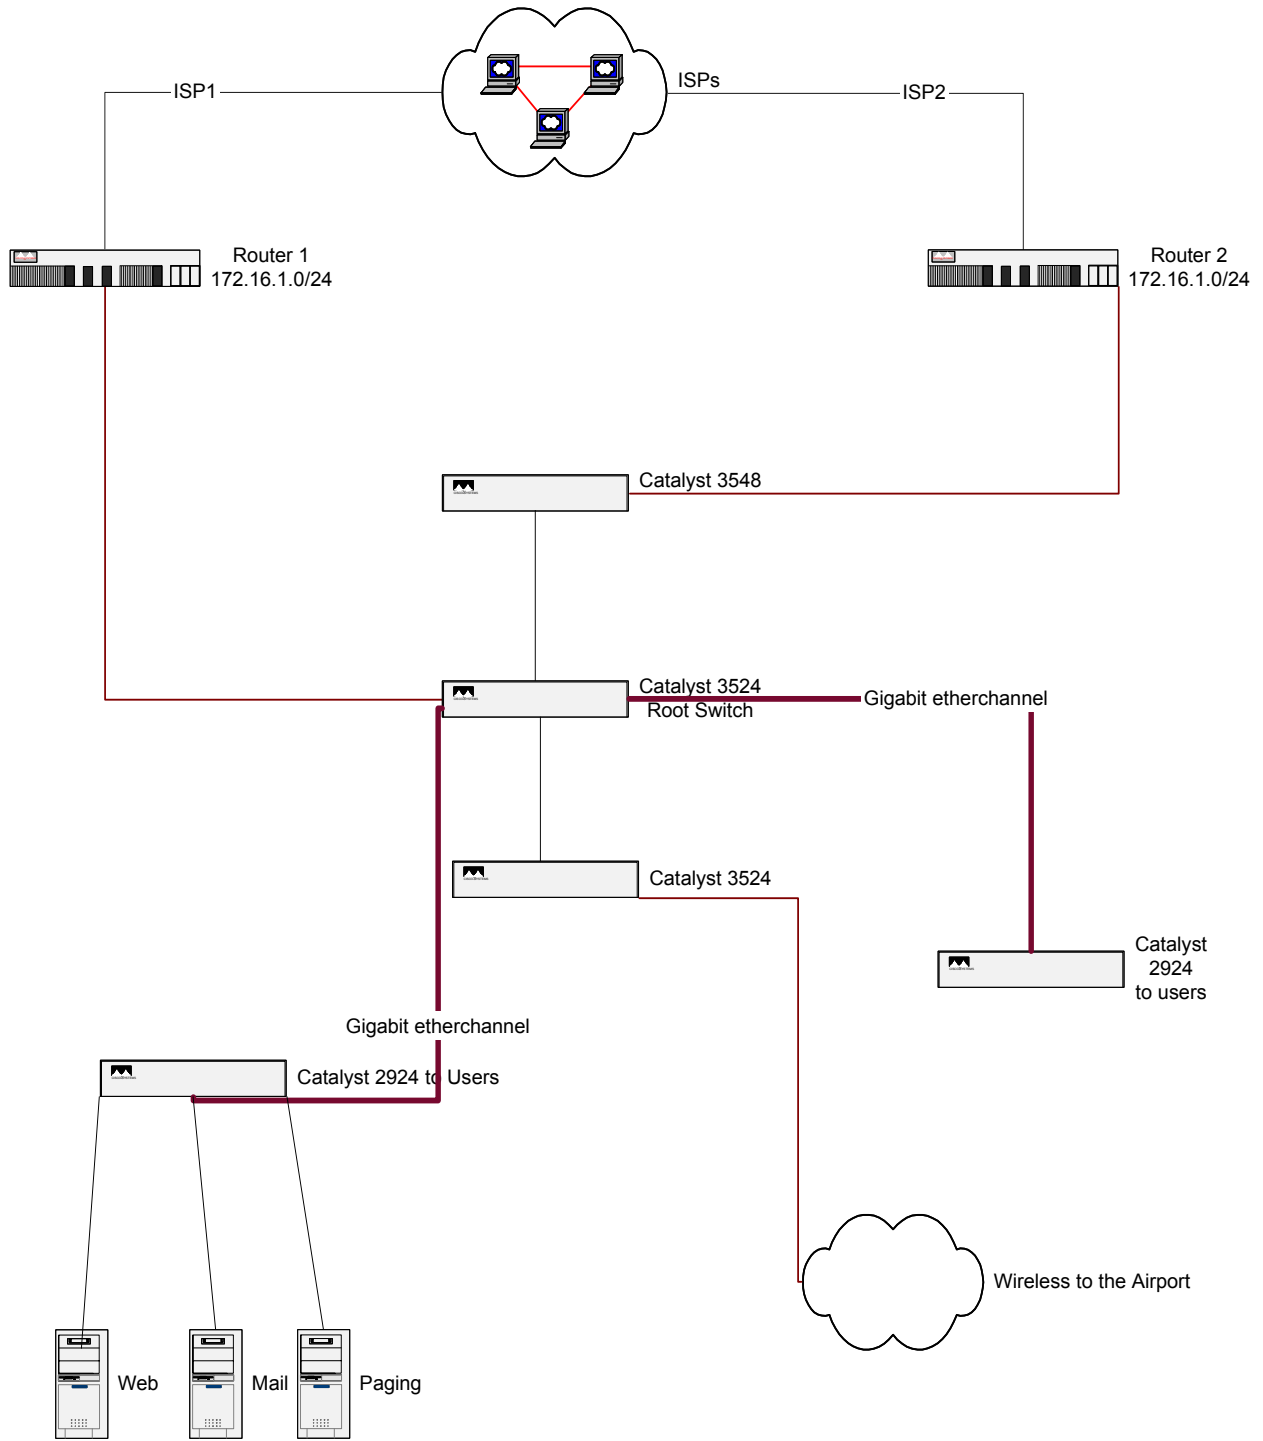 ISP1
ISPs
ISP2
Router 1
172.16.1.0/24
Router 2
172.16.1.0/24
Catalyst 3548
Catalyst 3524
Root Switch
Gigabit etherchannel
Catalyst 3524
Catalyst
2924
to users
Gigabit etherchannel
Catalyst 2924 to Users
Wireless to the Airport
Web
Mail
Paging